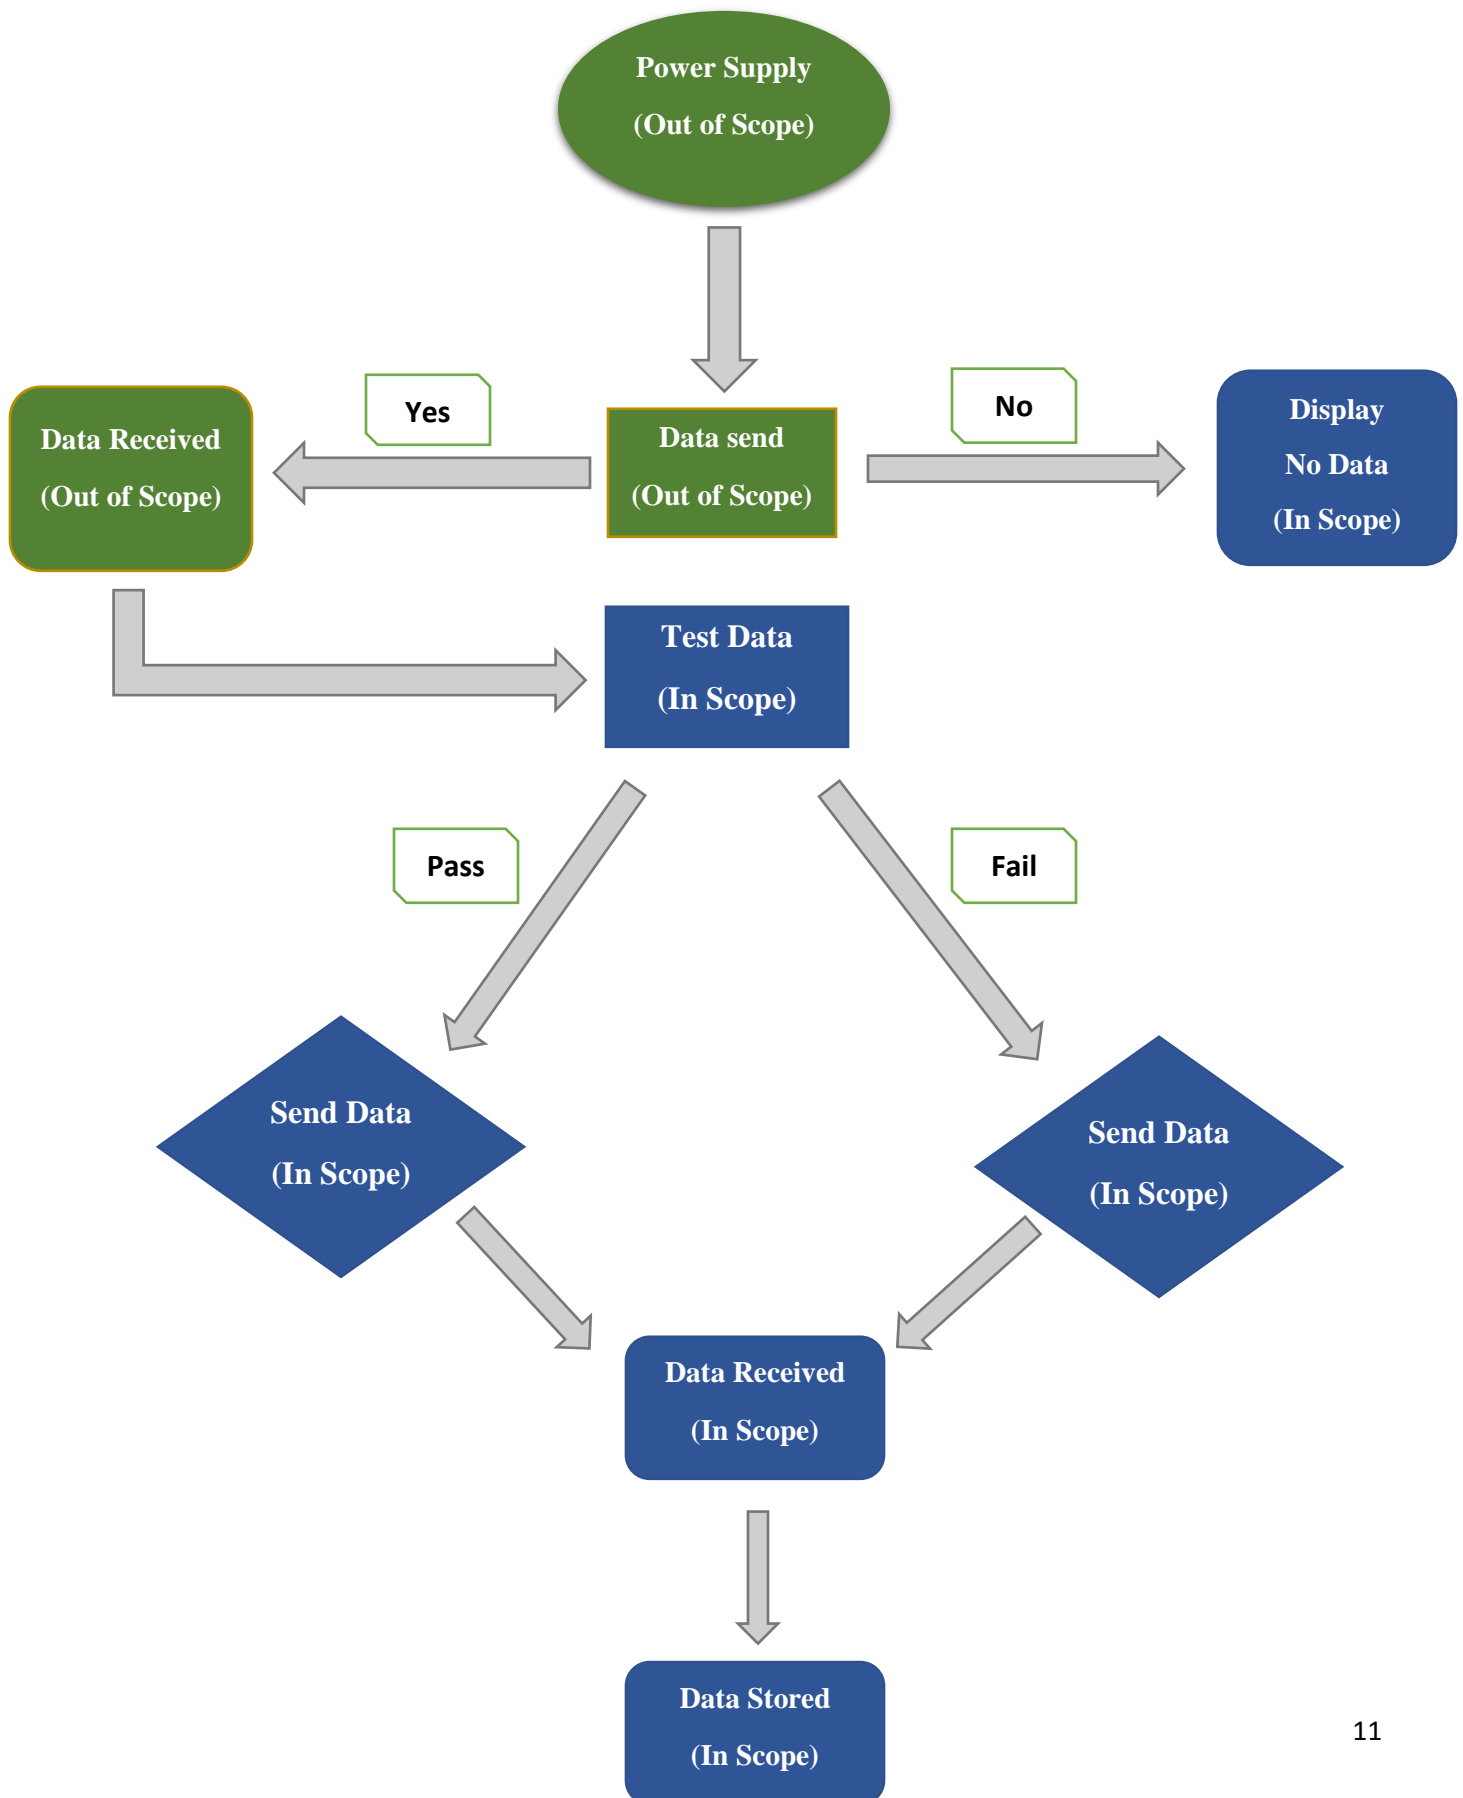 Power Supply
(Out of Scope)
Yes
No
Data Received
(Out of Scope)
Data send
(Out of Scope)
Display
No Data
(In Scope)
Test Data
(In Scope)
Pass
Fail
Send Data
(In Scope)
Send Data
(In Scope)
Data Received
(In Scope)
Data Stored
(In Scope)
11